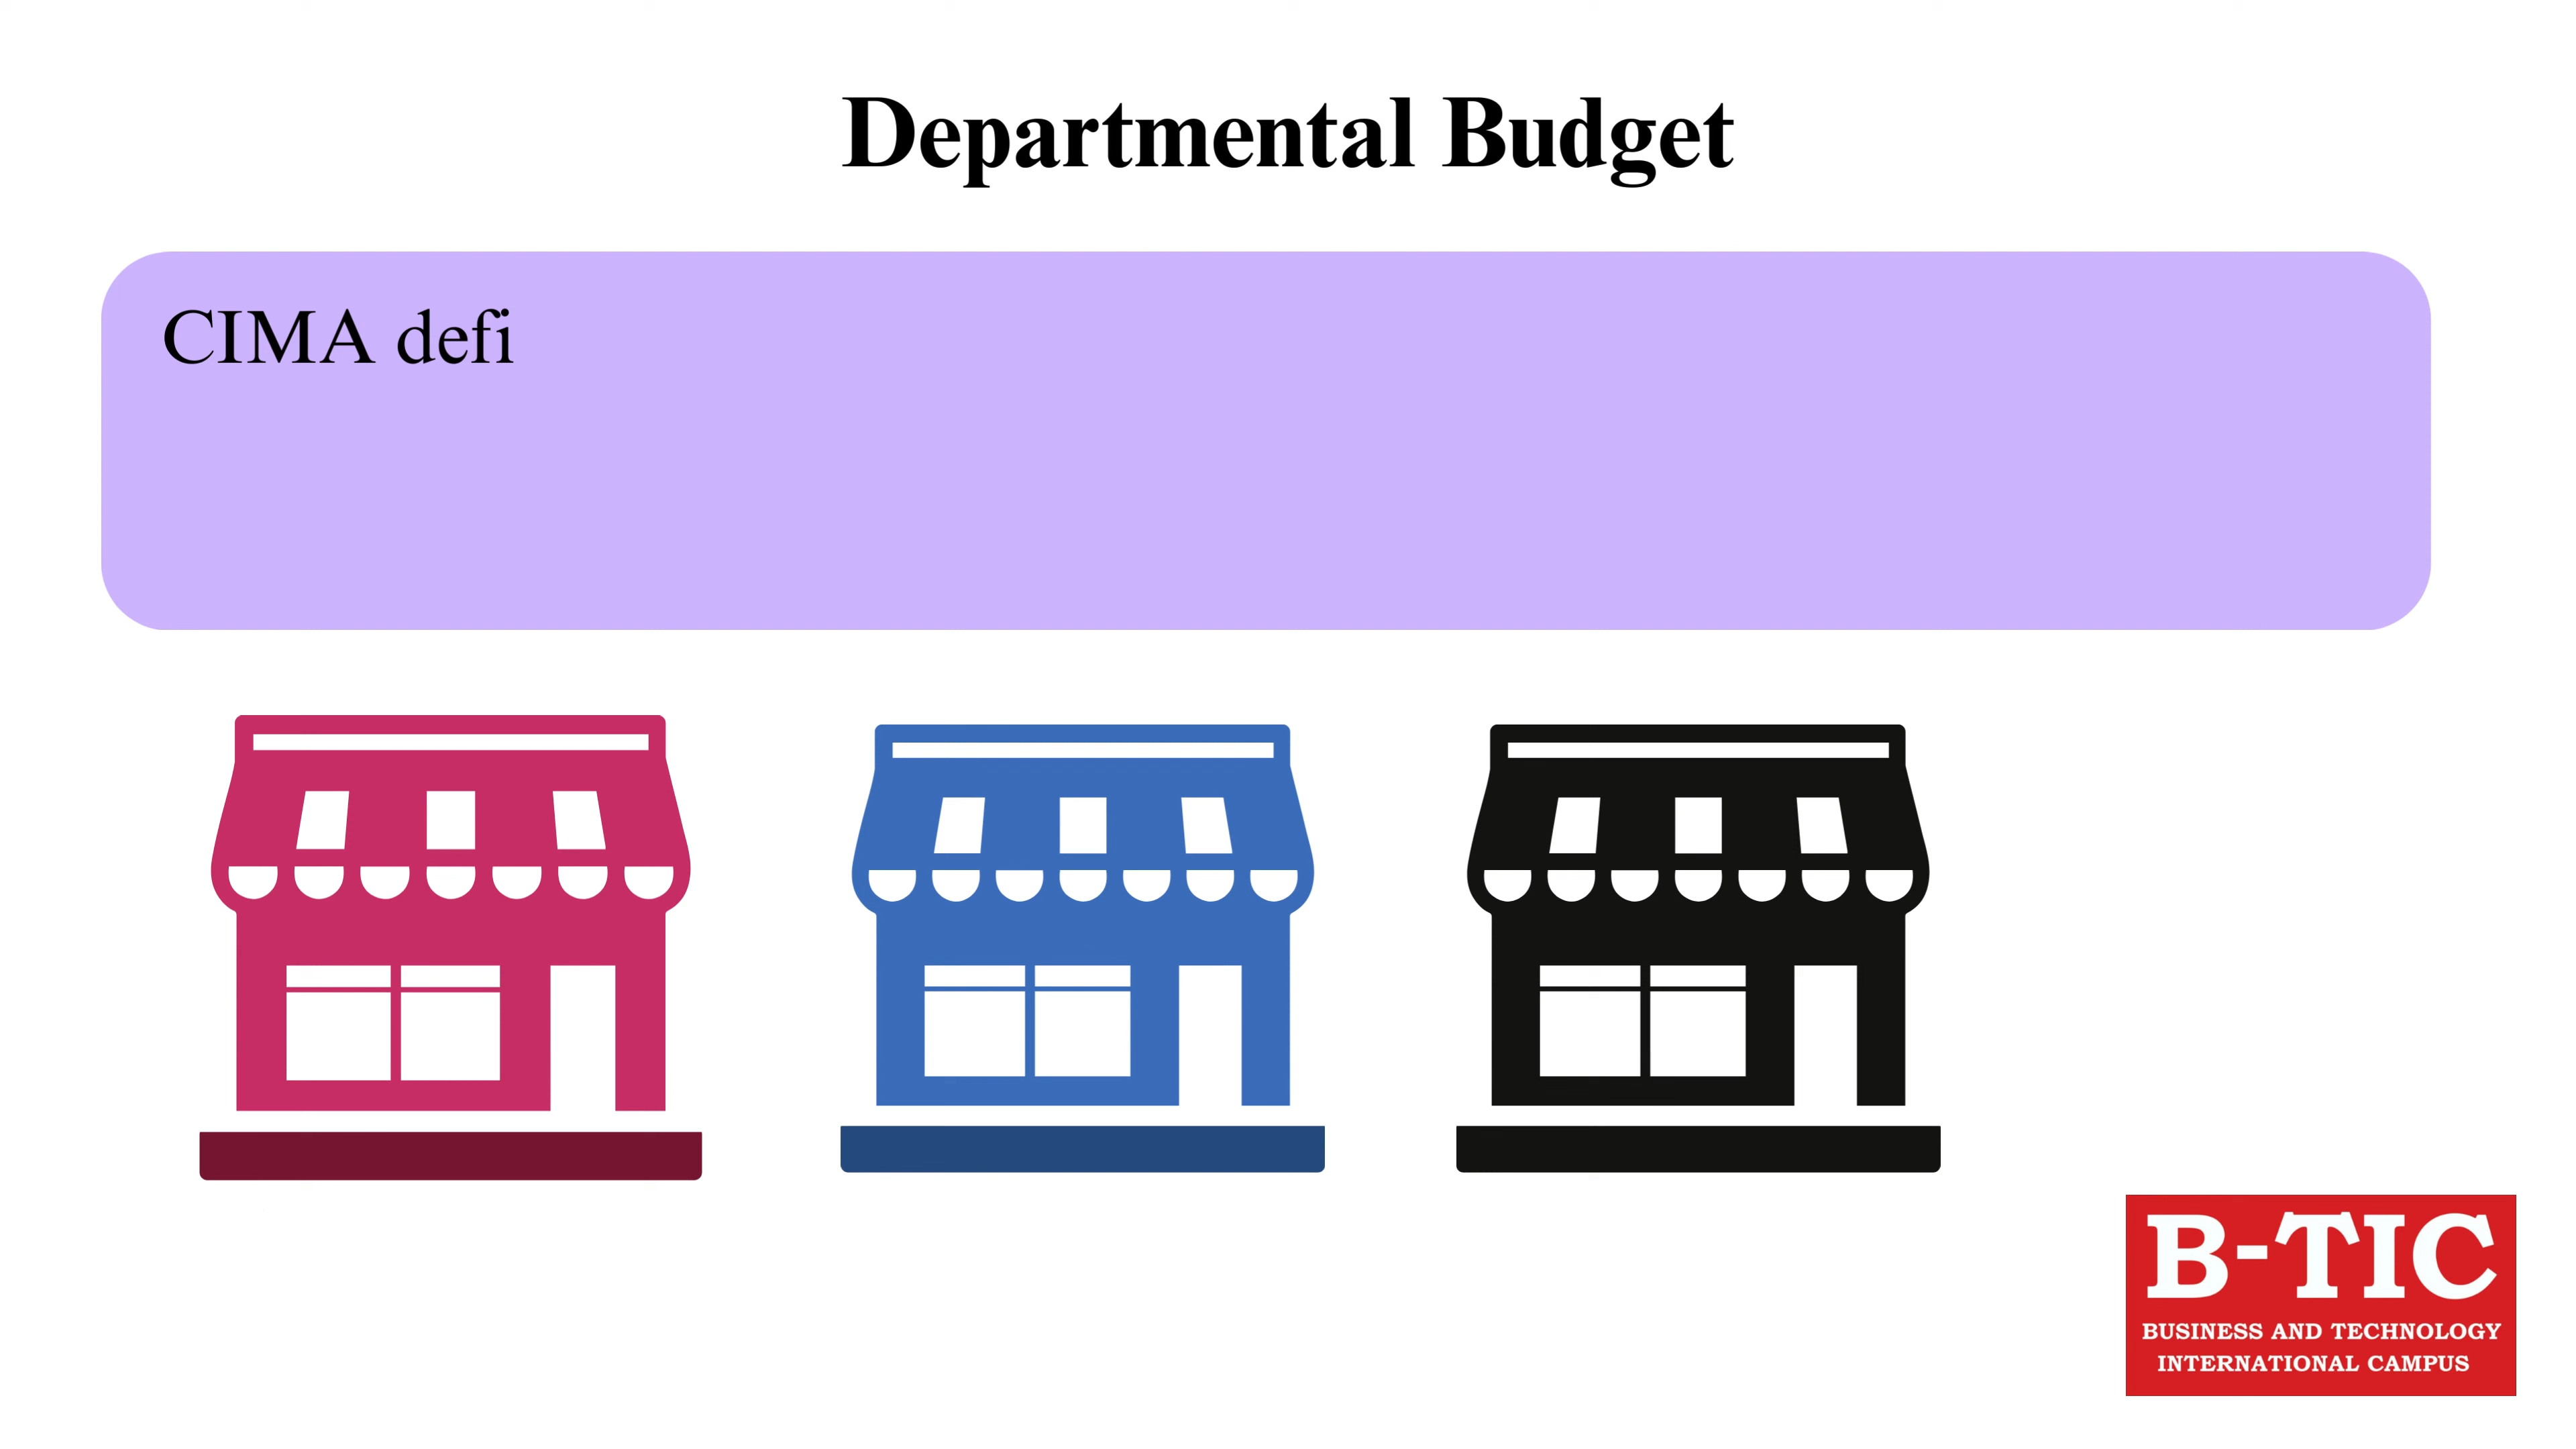 Departmental Budget
CIMA defi
B-TIC
BUSINESS AND TECHNOLOGY
INTERNATIONAL CAMPUS